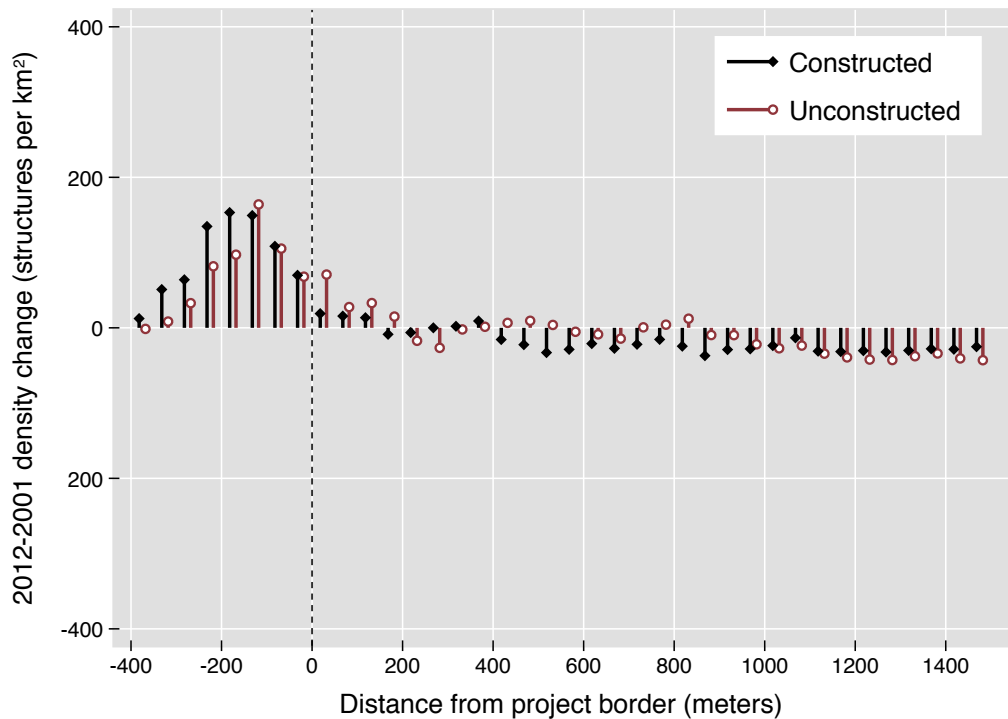 400
200
0
200
-400
2012-2001 density change (structures per km²)
Constructed
Unconstructed
-400 -200 0 200 400 600 800 1000 1200 1400
Distance from project border (meters)